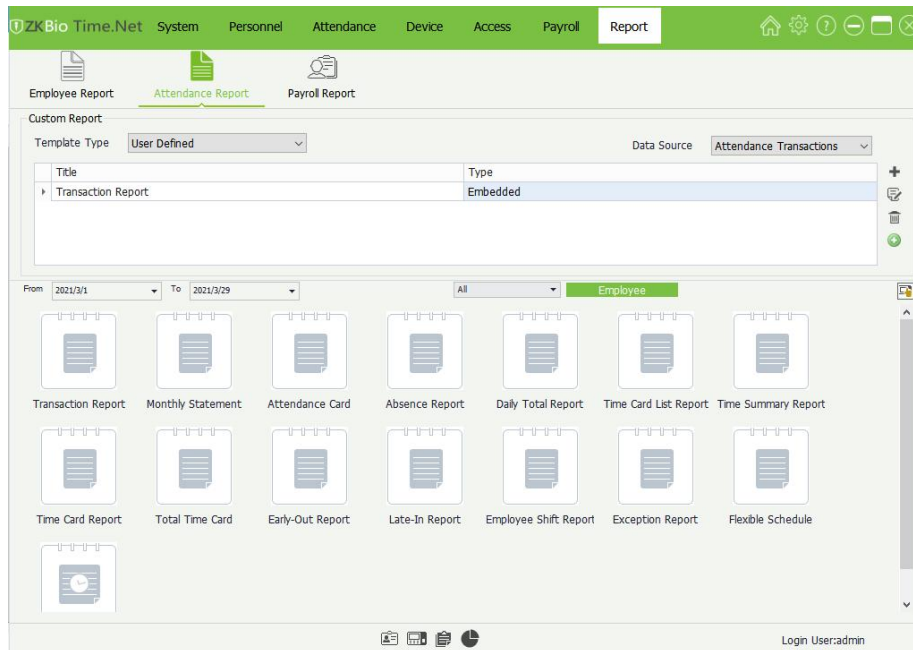 ZKBio Time.Net System Personnel Attendance Device Access Payroll Report
Employee Report Attendance Report Payroll Report
Custom Report
Template Type User Defined Data Source Attendance Transactions
Title Type
Transaction Report Embedded
From 2021/3/1 To 2021/3/29 All Employee
Transaction Report Monthly Statement Attendance Card Absence Report Daily Total Report Time Card List Report Time Summary Report
Time Card Report Total Time Card Early-Out Report Late-In Report Employee Shift Report Exception Report Flexible Schedule
Login User:admin